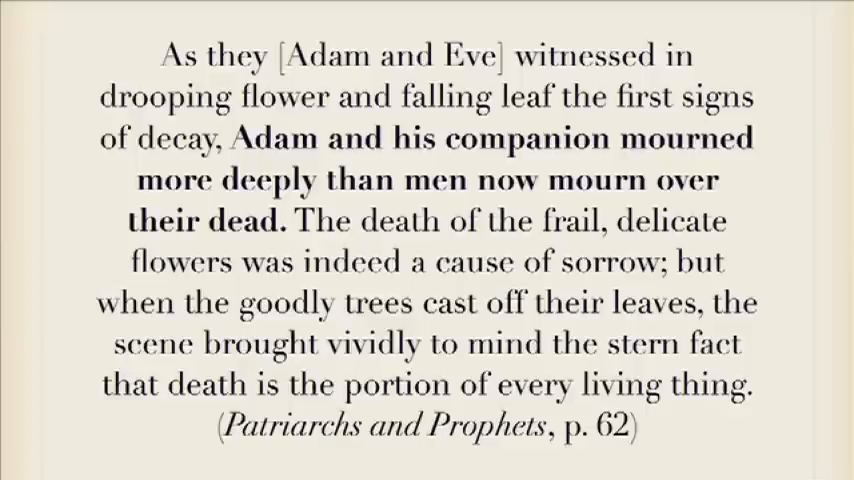 As they [Adam and Eve] witnessed in
drooping flower and falling leaf the first signs
of decay, Adam and his companion mourned
more deeply than men now mourn over
their dead. The death of the frail, delicate
flowers was indeed a cause of sorrow; but
when the goodly trees cast off their leaves, the
scene brought vividly to mind the stern fact
that death is the portion of every living thing.
(Patriarchs and Prophets, p. 62)